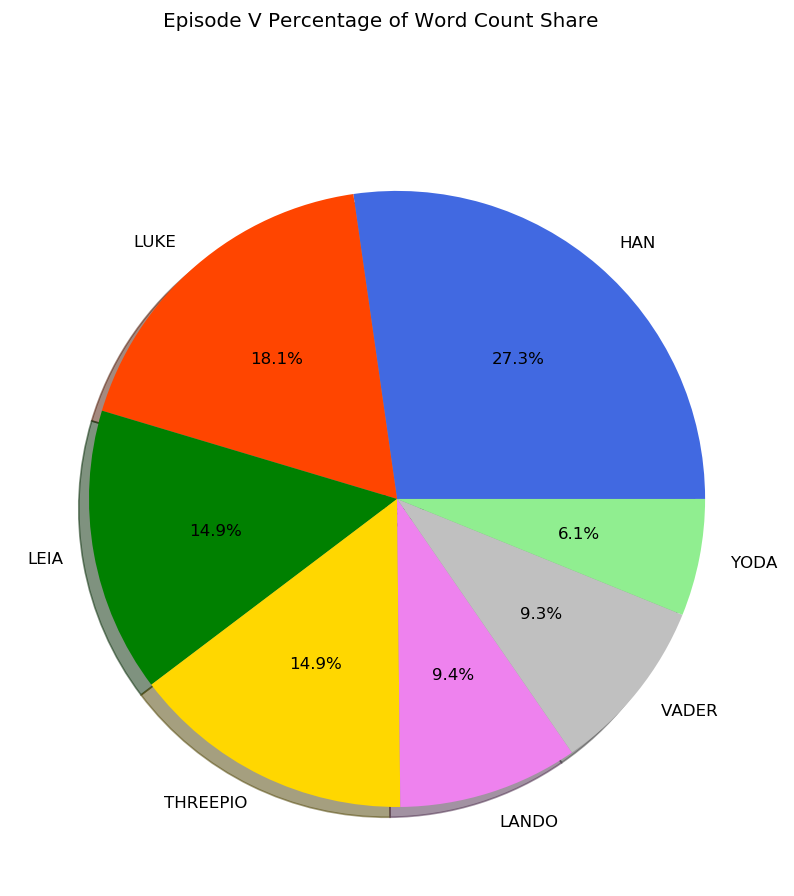 Episode V Percentage of Word Count Share
LUKE
HAN
18.1%
27.3%
14.9%
6.1%
LEIA
YODA
9.3%
14.9%
9.4%
VADER
THREEPIO
LANDO